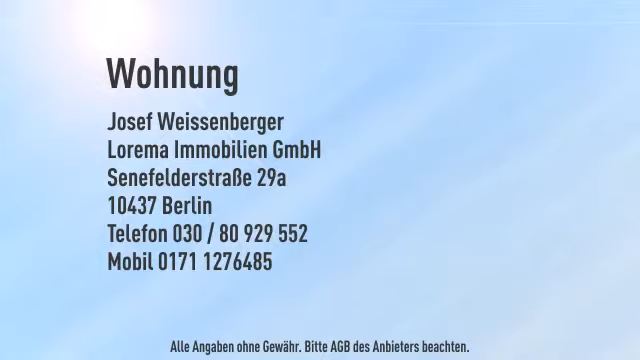 Wohnung
Josef Weissenberger
Lorema Immobilien GmbH
Senefelderstraße 29a
10437 Berlin
Telefon 030 / 80 929 552
Mobil 0171 1276485
Alle Angaben ohne Gewähr. Bitte AGB des Anbieters beachten.